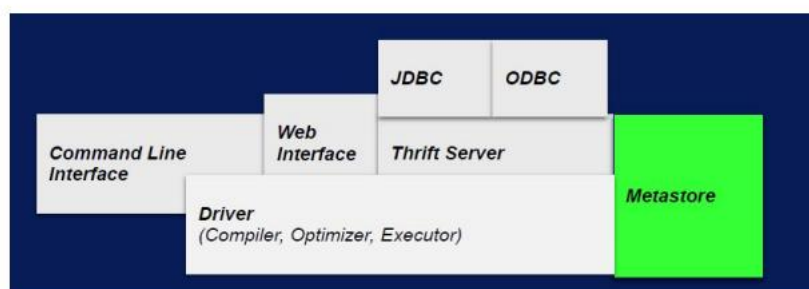 JDBC
ODBC
Web
Interface
Thrift Server
Command Line
Interface
Metastore
Driver
(Compiler, Optimizer, Executor)